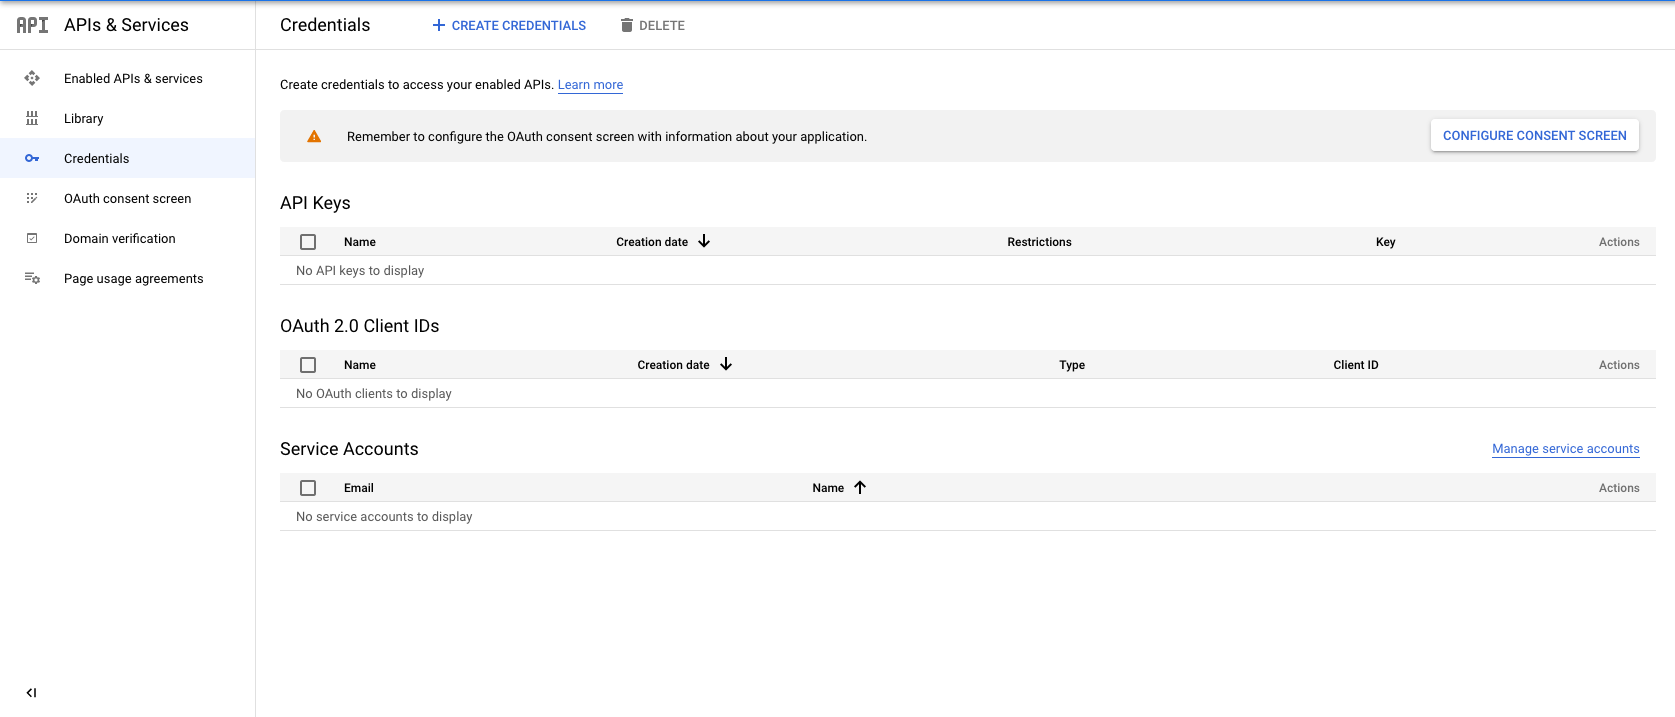 API APIs & Services
Credentials
CREATE CREDENTIALS
DELETE
Enabled APIs & services
Library
Credentials
OAuth consent screen
Domain verification
Page usage agreements
Create credentials to access your enabled APIs. Learn more
Remember to configure the OAuth consent screen with information about your application.
CONFIGURE CONSENT SCREEN
API Keys
Name Creation date Restrictions Key Actions
No API keys to display
OAuth 2.0 Client IDs
Name Creation date Type Client ID Actions
No OAuth clients to display
Service Accounts
Manage service accounts
Email Name Actions
No service accounts to display